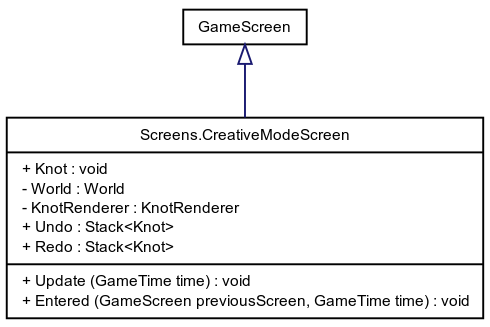 GameScreen
Screens.CreativeModeScreen
+ Knot : void
- World : World
- KnotRenderer : KnotRenderer
+ Undo : Stack<Knot>
+ Redo : Stack<Knot>
+ Update (GameTime time) : void
+ Entered (GameScreen previousScreen, GameTime time) : void